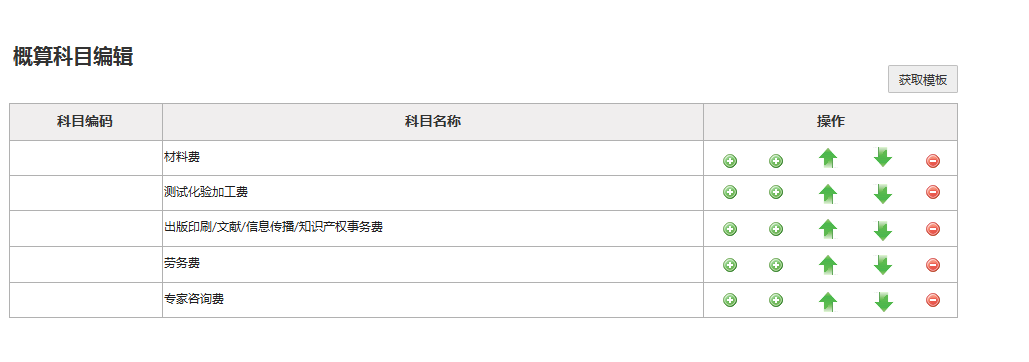 概算科目编辑
获取模板
科目编码 科目名称 操作
材料费
测试化验加工费
出版印刷/文献/信息传播/知识产权事务费
劳务费
专家咨询费